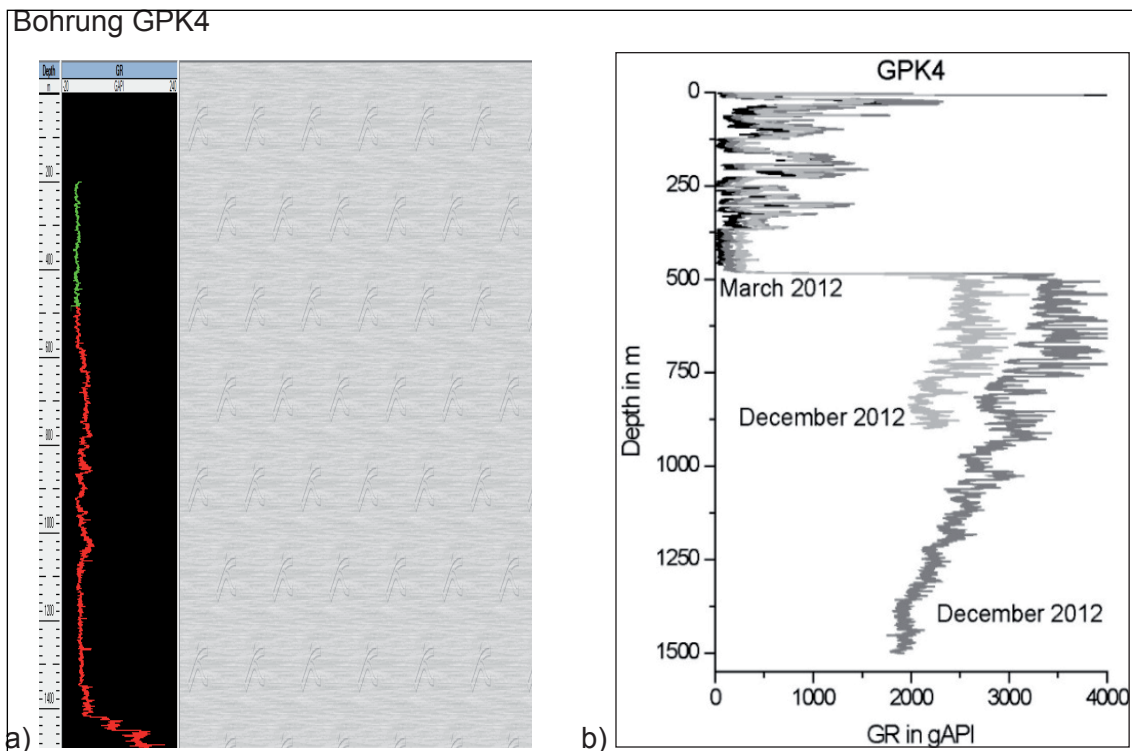 Bohrung GPK4
Depth
m
GR
-20 GAPI 240
200
400
600
800
1000
1200
1400
a)
GPK4
0
250
500
750
1000
1250
1500
Depth in m
March 2012
December 2012
December 2012
0 1000 2000 3000 4000
GR in gAPI
b)